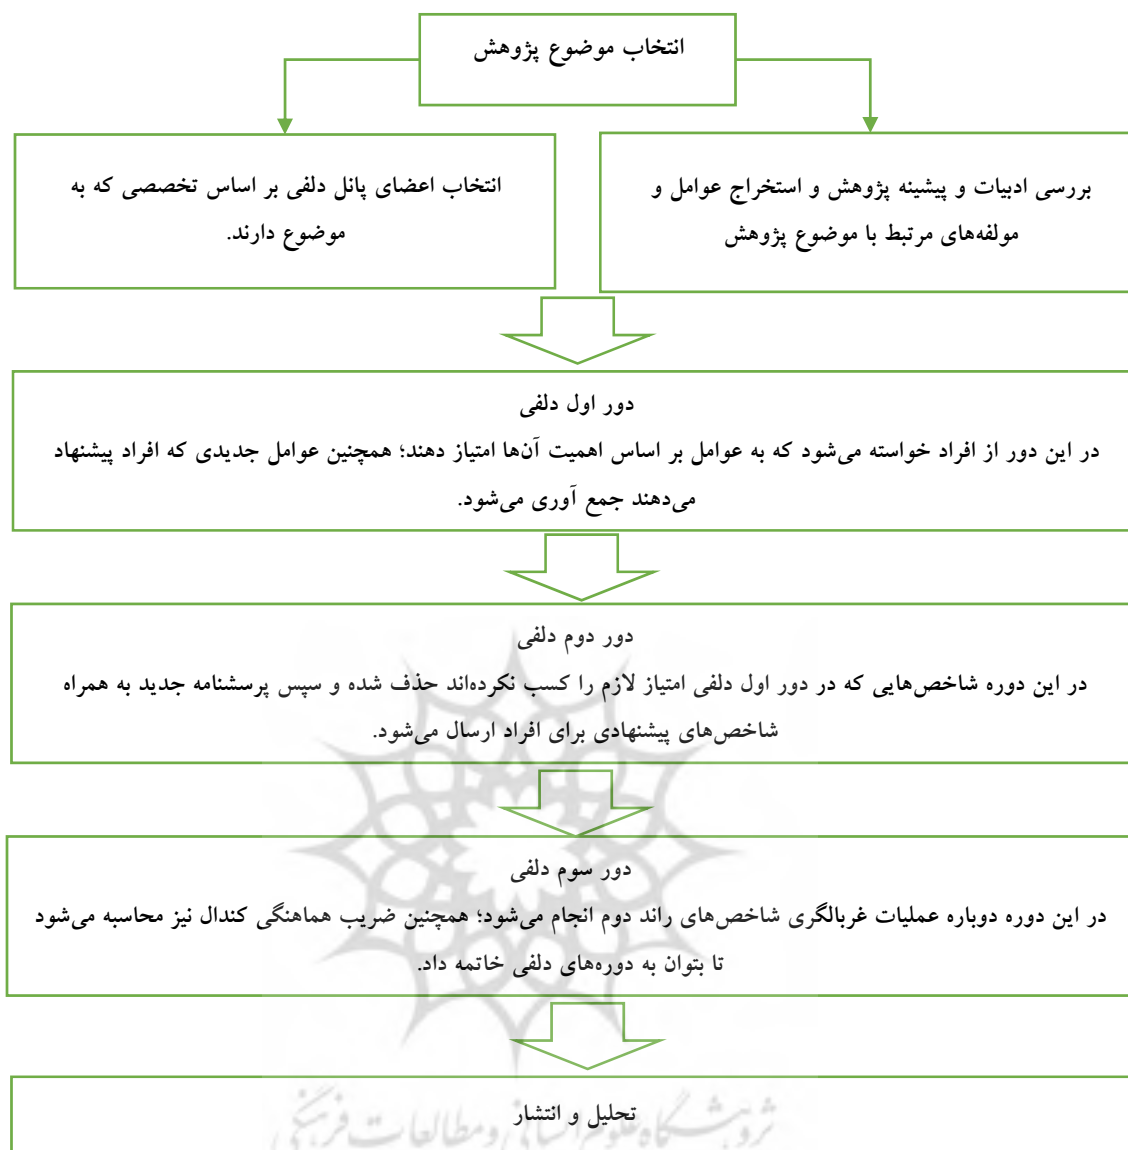 انتخاب موضوع پژوهش
بررسی ادبیات و پیشینه پژوهش و استخراج عوامل و
مولفه‌های مرتبط با موضوع پژوهش
انتخاب اعضای پانل دلفی بر اساس تخصصی که به
موضوع دارند.
دور اول دلفی
در این دور از افراد خواسته می‌شود که به عوامل بر اساس اهمیت آن‌ها امتیاز دهند؛ همچنین عوامل جدیدی که افراد پیشنهاد
می‌دهند جمع آوری می‌شود.
دور دوم دلفی
در این دوره شاخص‌هایی که در دور اول دلفی امتیاز لازم را کسب نکرده‌اند حذف شده و سپس پرسشنامه جدید به همراه
شاخص‌های پیشنهادی برای افراد ارسال می‌شود.
دور سوم دلفی
در این دوره دوباره عملیات غربالگری شاخص‌های راند دوم انجام می‌شود؛ همچنین ضریب هماهنگی کندال نیز محاسبه می‌شود
تا بتوان به دوره‌های دلفی خاتمه داد.
تحلیل و انتشار
پژوهشگاه علوم انسانی و مطالعات فرهنگی